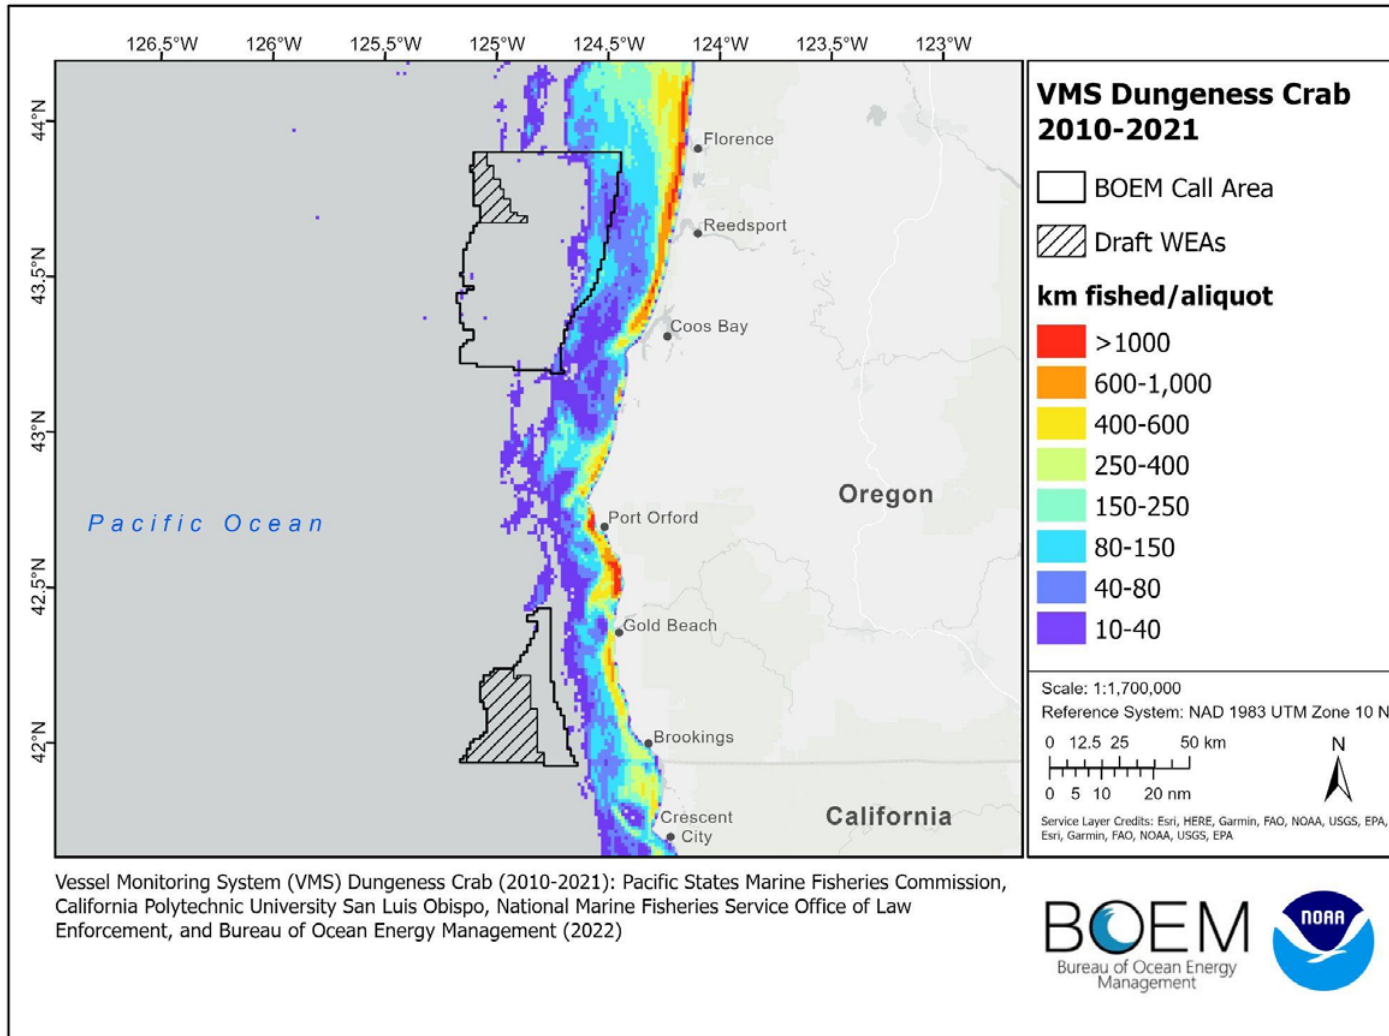 126.5°W 126°W 125.5°W 125°W 124.5°W 124°W 123.5°W 123°W
44°N
43.5°N
43°N
42.5°N
42°N
Florence
Reedsport
Coos Bay
Oregon
Pacific Ocean
Port Orford
Gold Beach
Brookings
California
Crescent
City
VMS Dungeness Crab
2010-2021
BOEM Call Area
Draft WEAs
km fished/aliquot
>1000
600-1,000
400-600
250-400
150-250
80-150
40-80
10-40
Scale: 1:1,700,000
Reference System: NAD 1983 UTM Zone 10 N
0 12.5 25 50 km
0 5 10 20 nm
N
Service Layer Credits: Esri, HERE, Garmin, FAO, NOAA, USGS, EPA,
Esri, Garmin, FAO, NOAA, USGS, EPA
Vessel Monitoring System (VMS) Dungeness Crab (2010-2021): Pacific States Marine Fisheries Commission,
California Polytechnic University San Luis Obispo, National Marine Fisheries Service Office of Law
Enforcement, and Bureau of Ocean Energy Management (2022)
BOEM
Bureau of Ocean Energy
Management
NOAA